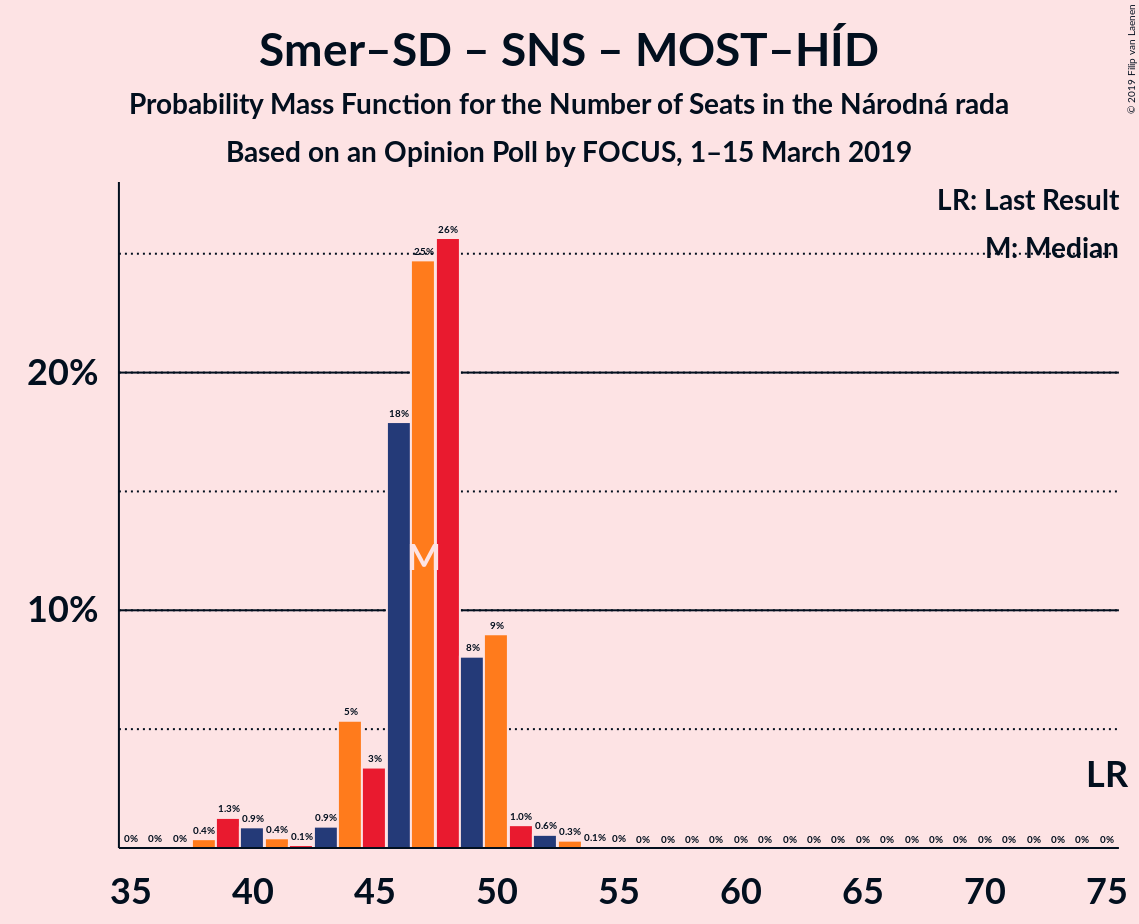 Smer–SD – SNS – MOST–HÍD
Probability Mass Function for the Number of Seats in the Národná rada
Based on an Opinion Poll by FOCUS, 1–15 March 2019
© 2019 Filip van Laenen
LR: Last Result
M: Median
20%
10%
0% 0% 0% 0.4% 1.3% 0.9% 0.4% 0.1% 0.9% 5% 3% 18% 25% 26% 8% 9% 1.0% 0.6% 0.3% 0.1% 0% 0% 0% 0% 0% 0% 0% 0% 0% 0% 0% 0% 0% 0% 0% 0% 0% 0% 0% 0% 0%
M
LR
35 40 45 50 55 60 65 70 75